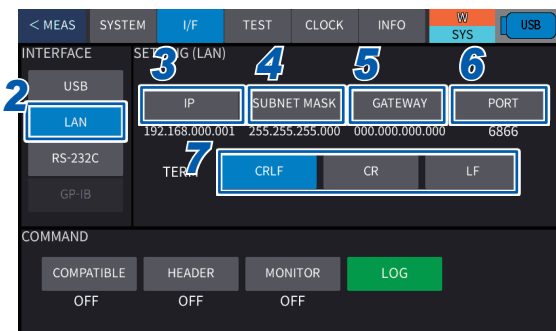 < MEAS SYSTEM I/F TEST CLOCK INFO W SYS USB
INTERFACE SETTING (LAN)
3 4 5 6
2 USB IP SUBNET MASK GATEWAY PORT
LAN 192.168.000.001 255.255.255.000 000.000.000.000 6866
7
RS-232C TERM CRLF CR LF
GP-IB
COMMAND
COMPATIBLE HEADER MONITOR LOG
OFF OFF OFF